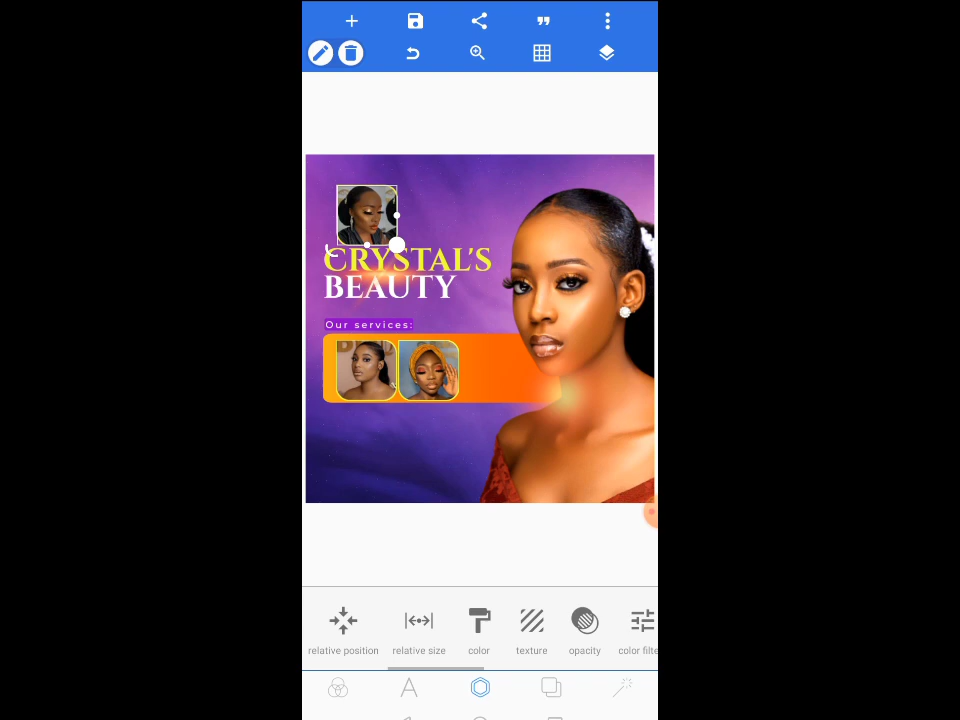 CRYSTAL'S
BEAUTY
Our services:
relative position
relative size
color
texture
opacity
color filte